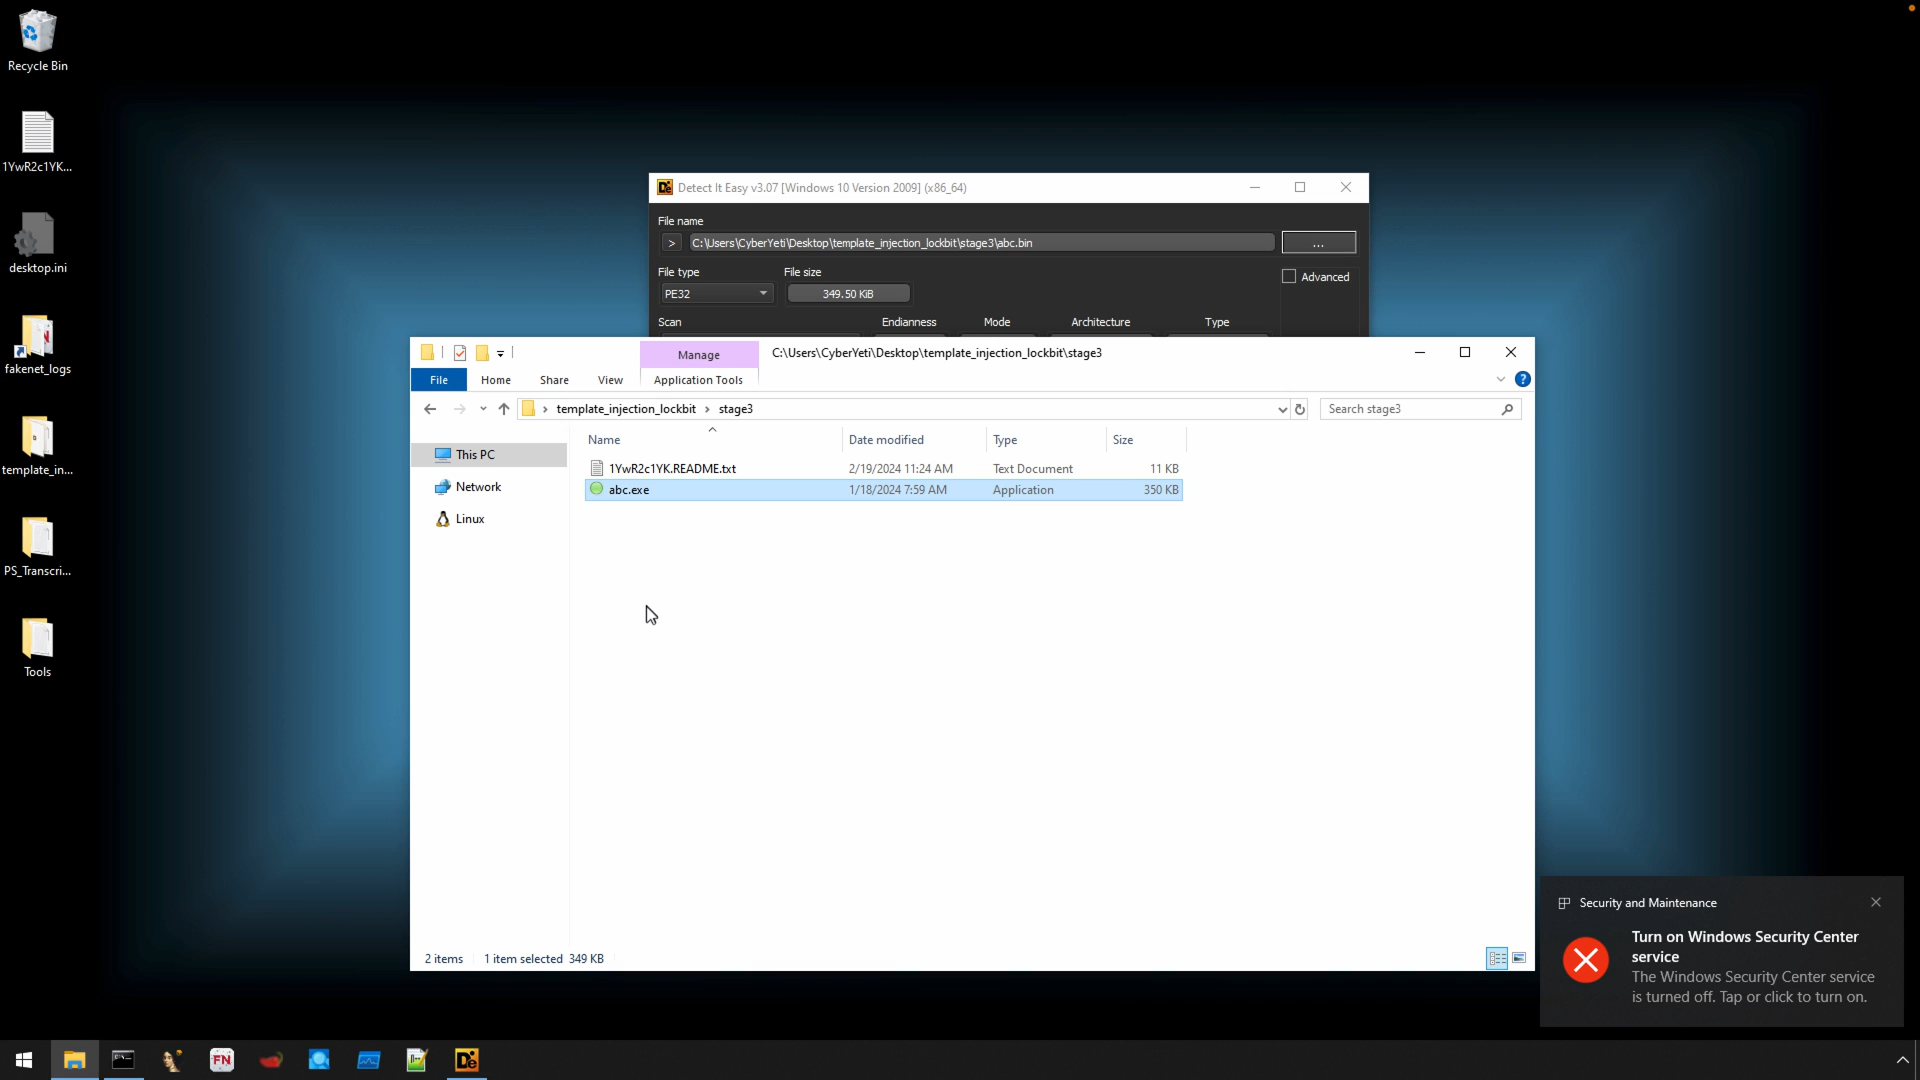 Recycle Bin
1YwR2c1YK...
desktop.ini
fakenet_logs
template_in...
PS_Transcri...
Tools
Detect It Easy v3.07 [Windows 10 Version 2009] (x86_64)
File name
> C:\Users\CyberYeti\Desktop\template_injection_lockbit\stage3\abc.bin ...
File type File size Advanced
PE32 349.50 KiB
Scan Endianness Mode Architecture Type
Manage C:\Users\CyberYeti\Desktop\template_injection_lockbit\stage3
File Home Share View Application Tools
template_injection_lockbit stage3 Search stage3
Name Date modified Type Size
This PC
Network
Linux
1YwR2c1YK.README.txt 2/19/2024 11:24 AM Text Document 11 KB
abc.exe 1/18/2024 7:59 AM Application 350 KB
2 items 1 item selected 349 KB
Security and Maintenance
Turn on Windows Security Center
service
The Windows Security Center service
is turned off. Tap or click to turn on.
FN